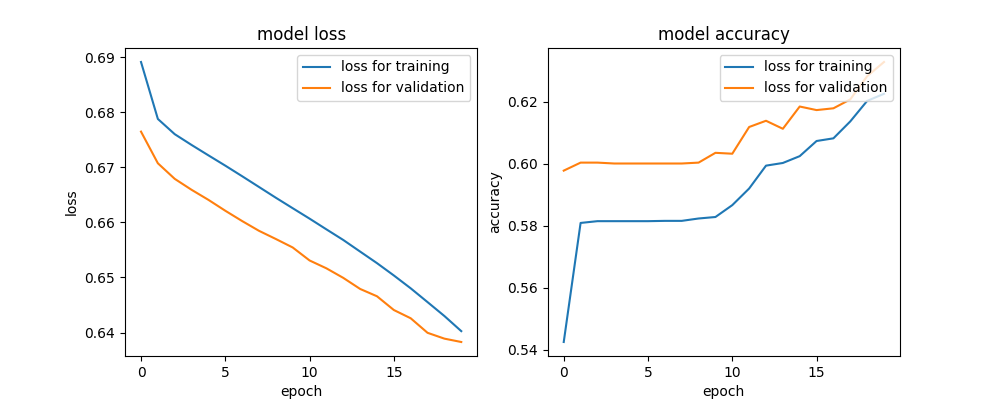 model loss
0.69
0.68
0.67
0.66
0.65
0.64
loss
loss for training
loss for validation
0 5 10 15
epoch
model accuracy
0.62
0.60
0.58
0.56
0.54
accuracy
loss for training
loss for validation
0 5 10 15
epoch